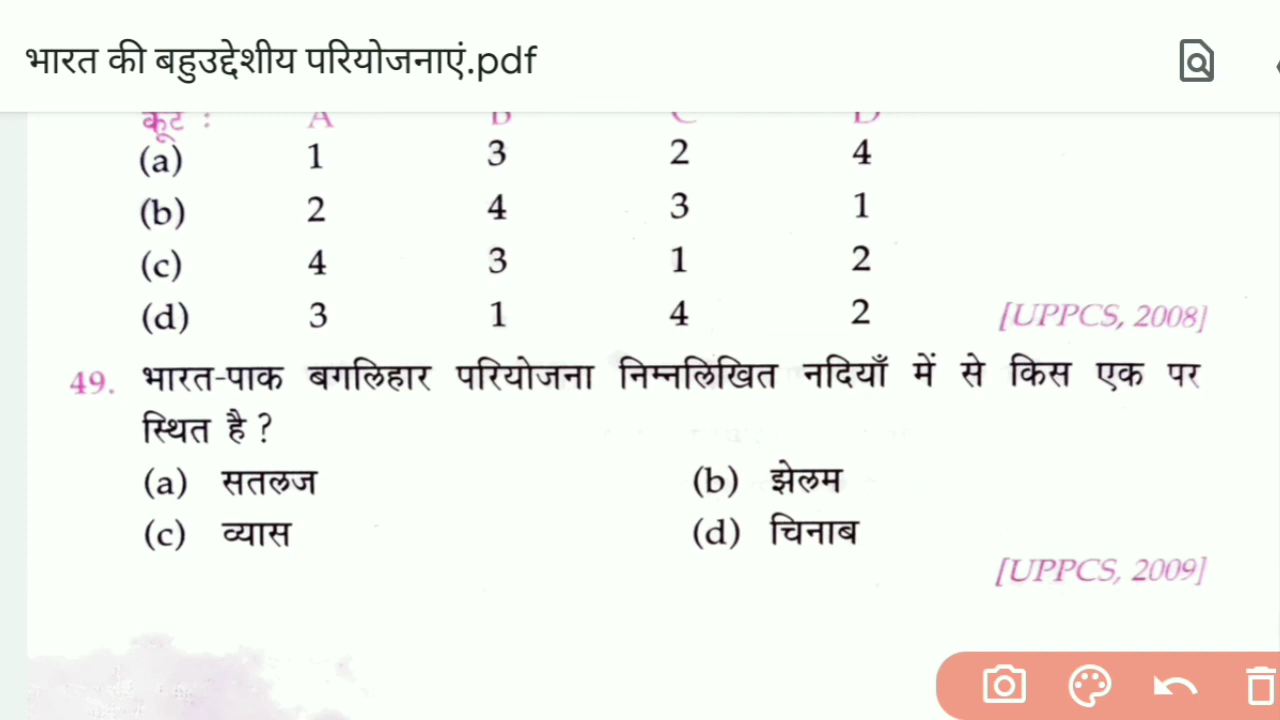 भारत की बहुउद्देशीय परियोजनाएं.pdf
कूट : A B C D
(a) 1 3 2 4
(b) 2 4 3 1
(c) 4 3 1 2
(d) 3 1 4 2 [UPPCS, 2008]
49. भारत-पाक बगलिहार परियोजना निम्नलिखित नदियाँ में से किस एक पर
स्थित है ?
(a) सतलज (b) झेलम
(c) व्यास (d) चिनाब
[UPPCS, 2009]